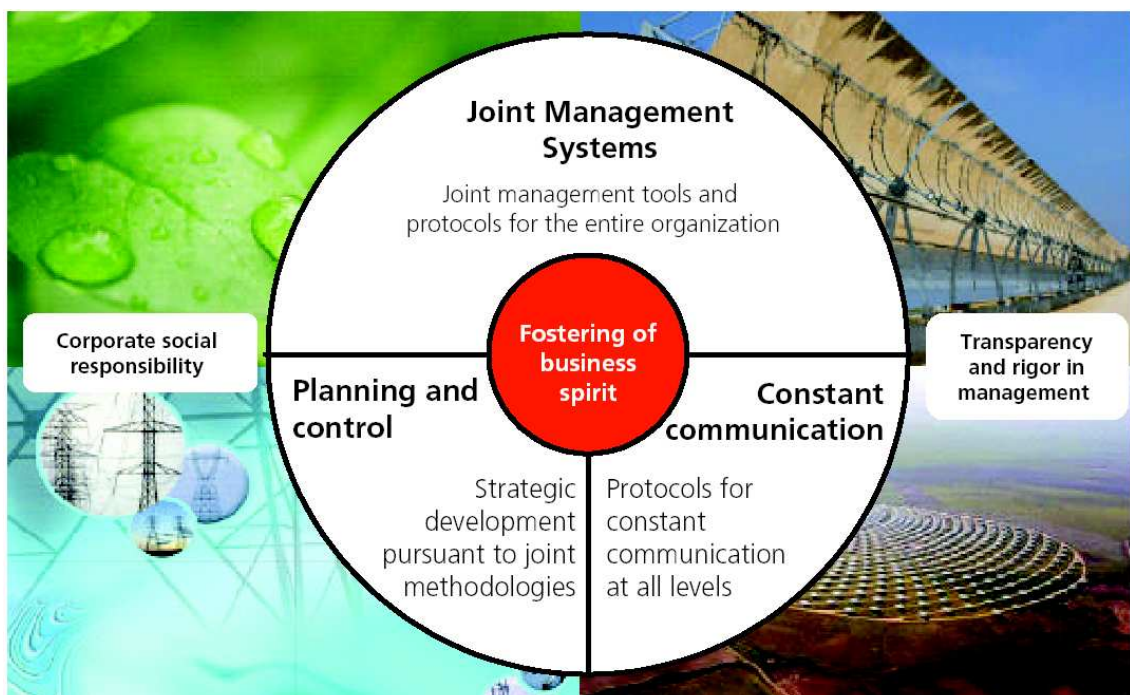 Joint Management
Systems
Joint management tools and
protocols for the entire organization
Corporate social
responsibility
Fostering of
business
spirit
Transparency
and rigor in
management
Planning and
control
Constant
communication
Strategic
development
pursuant to joint
methodologies
Protocols for
constant
communication
at all levels